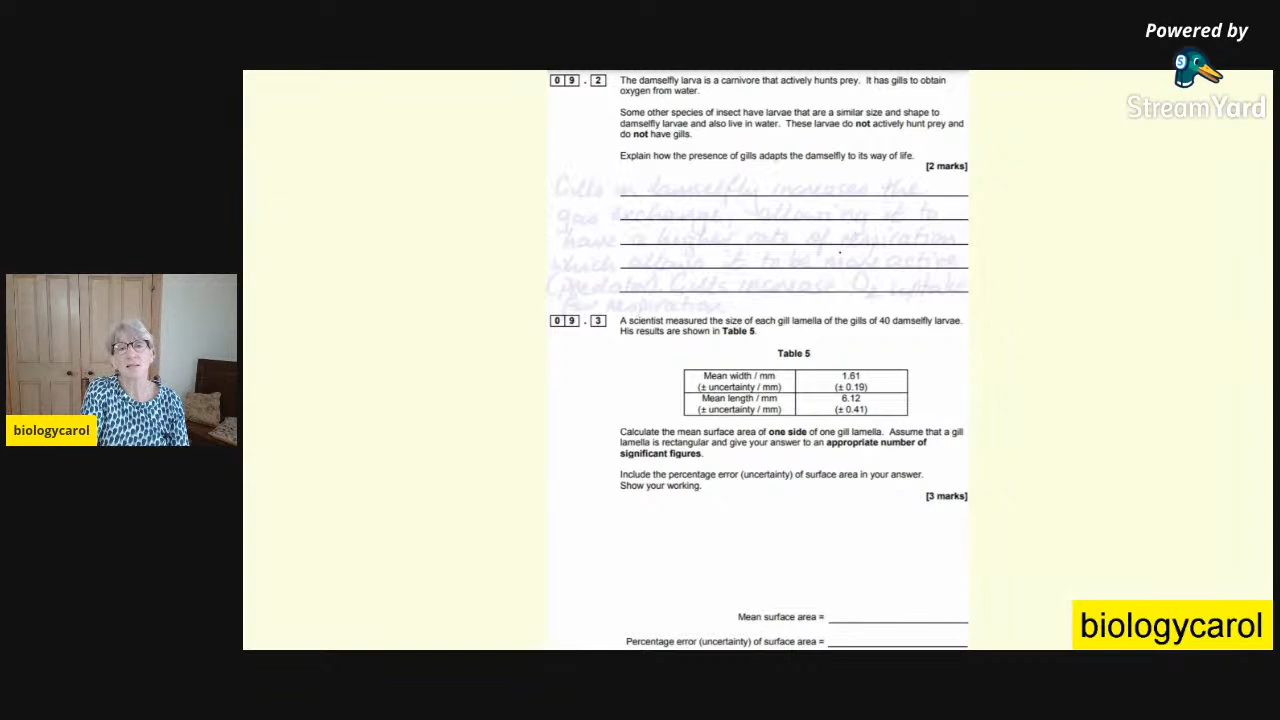 Powered by
StreamYard
09.2 The damselfly larva is a carnivore that actively hunts prey. It has gills to obtain
oxygen from water.
Some other species of insect have larvae that are a similar size and shape to
damselfly larvae and also live in water. These larvae do not actively hunt prey and
do not have gills.
Explain how the presence of gills adapts the damselfly to its way of life.
[2 marks]
Gills in damselfly increases the
gas exchange, allowing it to
have a higher rate of respiration
which allows it to be more active
(predator). Gills increase O2 uptake
for respiration.
09.3 A scientist measured the size of each gill lamella of the gills of 40 damselfly larvae.
His results are shown in Table 5.
Table 5
Mean width / mm 1.61
(± uncertainty / mm) (± 0.19)
Mean length / mm 6.12
(± uncertainty / mm) (± 0.41)
Calculate the mean surface area of one side of one gill lamella. Assume that a gill
lamella is rectangular and give your answer to an appropriate number of
significant figures.
Include the percentage error (uncertainty) of surface area in your answer.
Show your working.
[3 marks]
Mean surface area =
Percentage error (uncertainty) of surface area =
biologycarol
biologycarol